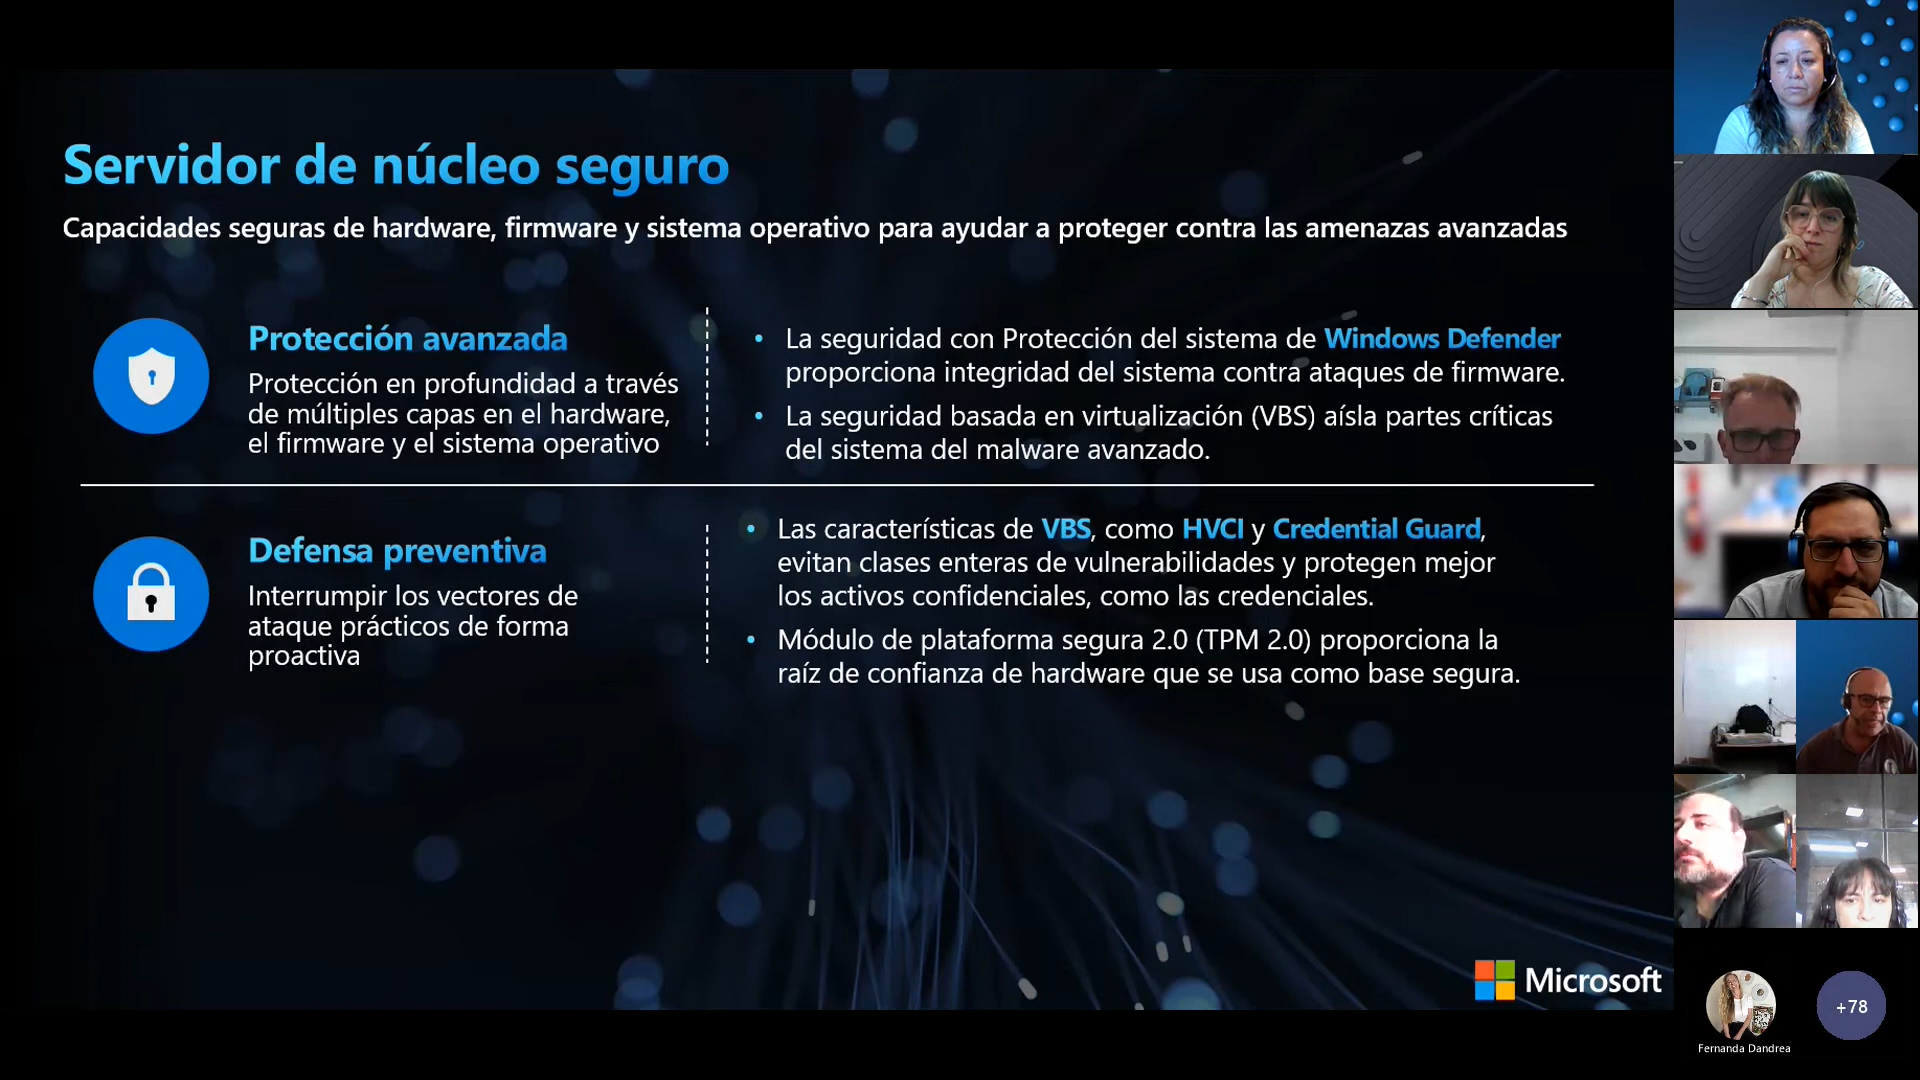 Servidor de núcleo seguro
Capacidades seguras de hardware, firmware y sistema operativo para ayudar a proteger contra las amenazas avanzadas
Protección avanzada
Protección en profundidad a través
de múltiples capas en el hardware,
el firmware y el sistema operativo
• La seguridad con Protección del sistema de Windows Defender
proporciona integridad del sistema contra ataques de firmware.
• La seguridad basada en virtualización (VBS) aísla partes críticas
del sistema del malware avanzado.
Defensa preventiva
Interrumpir los vectores de
ataque prácticos de forma
proactiva
• Las características de VBS, como HVCI y Credential Guard,
evitan clases enteras de vulnerabilidades y protegen mejor
los activos confidenciales, como las credenciales.
• Módulo de plataforma segura 2.0 (TPM 2.0) proporciona la
raíz de confianza de hardware que se usa como base segura.
Microsoft
+78
Fernanda Dandrea